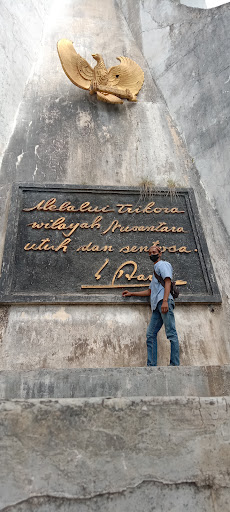 Melalui trikora
wilayah Nusantara
utuh dan sentosa.